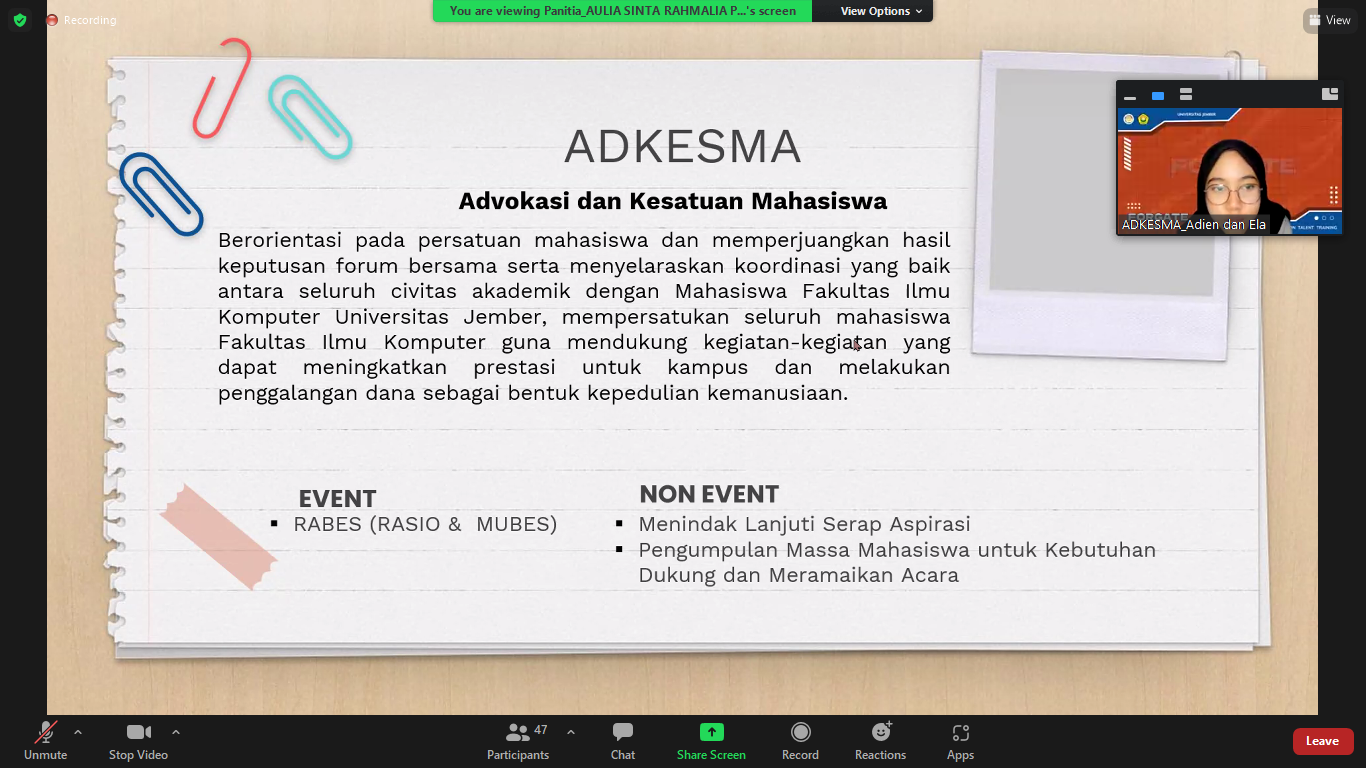 You are viewing Panitia_AULIA SINTA RAHMALIA P...'s screen
View Options
Recording
View
ADKESMA
Advokasi dan Kesatuan Mahasiswa
Berorientasi pada persatuan mahasiswa dan memperjuangkan hasil
keputusan forum bersama serta menyelaraskan koordinasi yang baik
antara seluruh civitas akademik dengan Mahasiswa Fakultas Ilmu
Komputer Universitas Jember, mempersatukan seluruh mahasiswa
Fakultas Ilmu Komputer guna mendukung kegiatan-kegiatan yang
dapat meningkatkan prestasi untuk kampus dan melakukan
penggalangan dana sebagai bentuk kepedulian kemanusiaan.
UNIVERSITAS JEMBER
ADKESMA_Adien dan Ela
TALENT TRAINING
EVENT
▪ RABES (RASIO & MUBES)
NON EVENT
▪ Menindak Lanjuti Serap Aspirasi
▪ Pengumpulan Massa Mahasiswa untuk Kebutuhan
Dukung dan Meramaikan Acara
Unmute
Stop Video
Participants
47
Chat
Share Screen
Record
Reactions
Apps
Leave